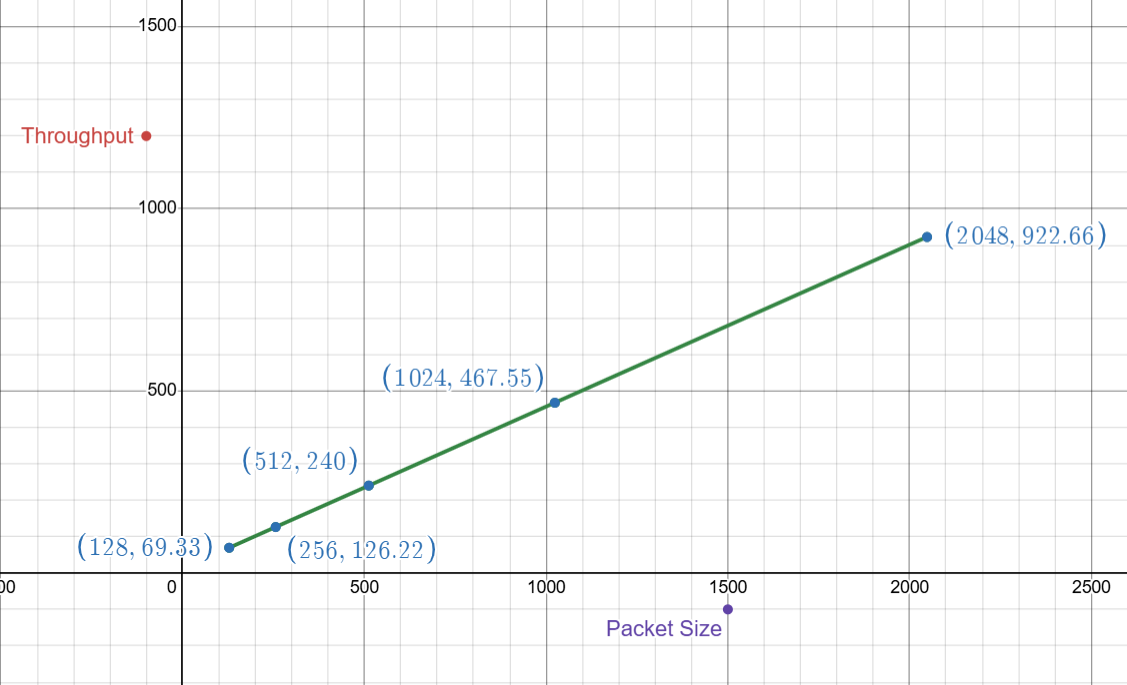 1500
Throughput
1000
(2048, 922.66)
(1024, 467.55)
500
(512, 240)
(128, 69.33)
(256, 126.22)
00 0 500 1000 1500 2000 2500
Packet Size